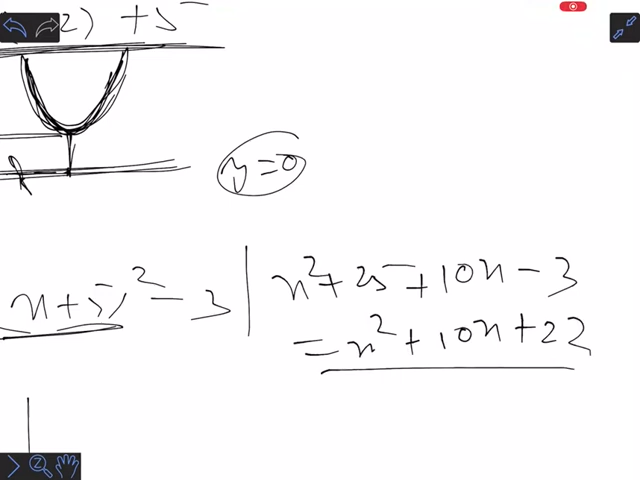 2) + 5
k
y = 0
x + 5)² - 3 | x² + 25 + 10x - 3
= x² + 10x + 22